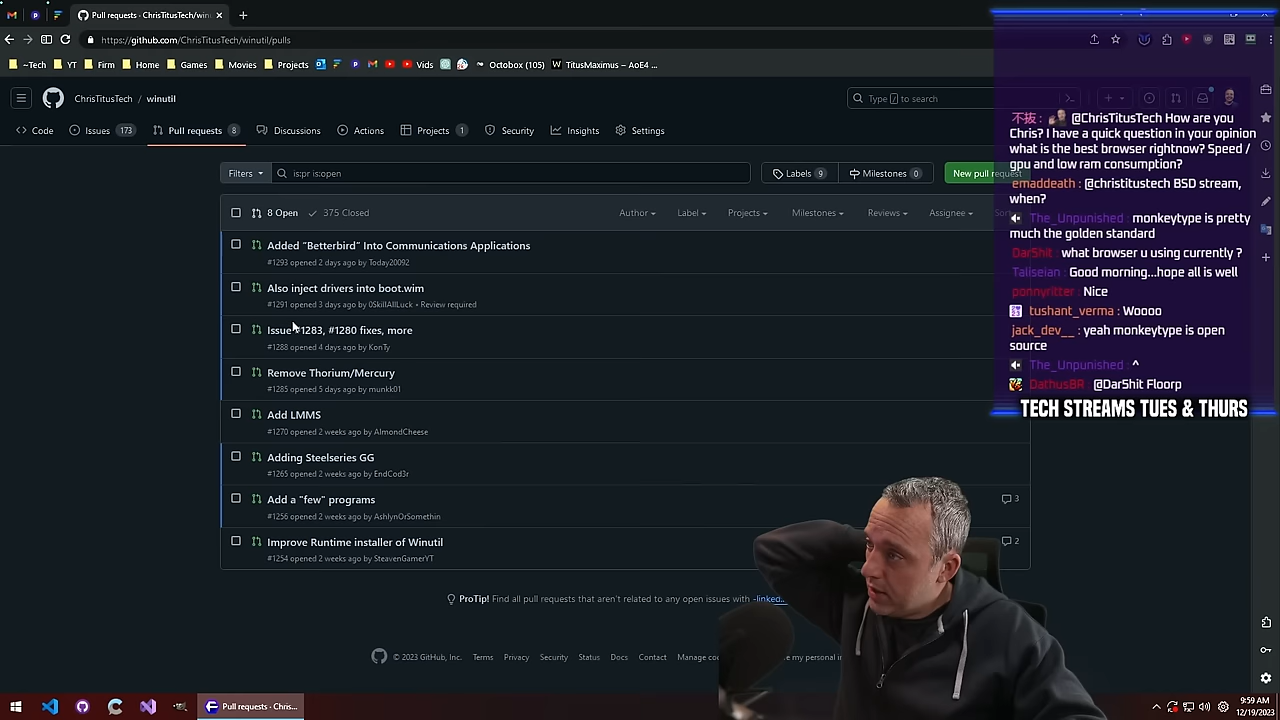 Pull requests - ChrisTitusTech/win
https://github.com/ChrisTitusTech/winutil/pulls
~Tech
YT
Firm
Home
Games
Movies
Projects
Vids
Octobox (105)
TitusMaximus – AoE4 ...
ChrisTitusTech / winutil
Type / to search
Code
Issues 173
Pull requests 8
Discussions
Actions
Projects 1
Security
Insights
Settings
Filters
is:pr is:open
Labels 9
Milestones 0
New pull request
8 Open
375 Closed
Author
Label
Projects
Milestones
Reviews
Assignee
Added “Betterbird” Into Communications Applications
#1293 opened 2 days ago by Today20092
Also inject drivers into boot.wim
#1291 opened 3 days ago by 0SkillAllLuck • Review required
Issue #1283, #1280 fixes, more
#1288 opened 4 days ago by KonTy
Remove Thorium/Mercury
#1285 opened 5 days ago by munkk01
Add LMMS
#1270 opened 2 weeks ago by AlmondCheese
Adding Steelseries GG
#1265 opened 2 weeks ago by EndCod3r
Add a “few” programs
#1256 opened 2 weeks ago by AshlynOrSomethin
3
Improve Runtime installer of Winutil
#1254 opened 2 weeks ago by SteavenGamerYT
2
ProTip! Find all pull requests that aren't related to any open issues with -linked:
© 2023 GitHub, Inc.
Terms
Privacy
Security
Status
Docs
Contact
Manage coo
e my personal i
不抜 : @ChrisTitusTech How are you
Chris? I have a quick question in your opinion
what is the best browser rightnow? Speed /
gpu and low ram consumption?
emaddeath : @christitustech BSD stream,
when?
The_Unpunished : monkeytype is pretty
much the golden standard
DarShit : what browser u using currently ?
Taliseian : Good morning...hope all is well
ponnyritter : Nice
tushant_verma : Woooo
jack_dev__ : yeah monkeytype is open
source
The_Unpunished : ^
DathusBR : @DarShit Floorp
TECH STREAMS TUES & THURS
Pull requests - Chris...
9:59 AM
12/19/2023